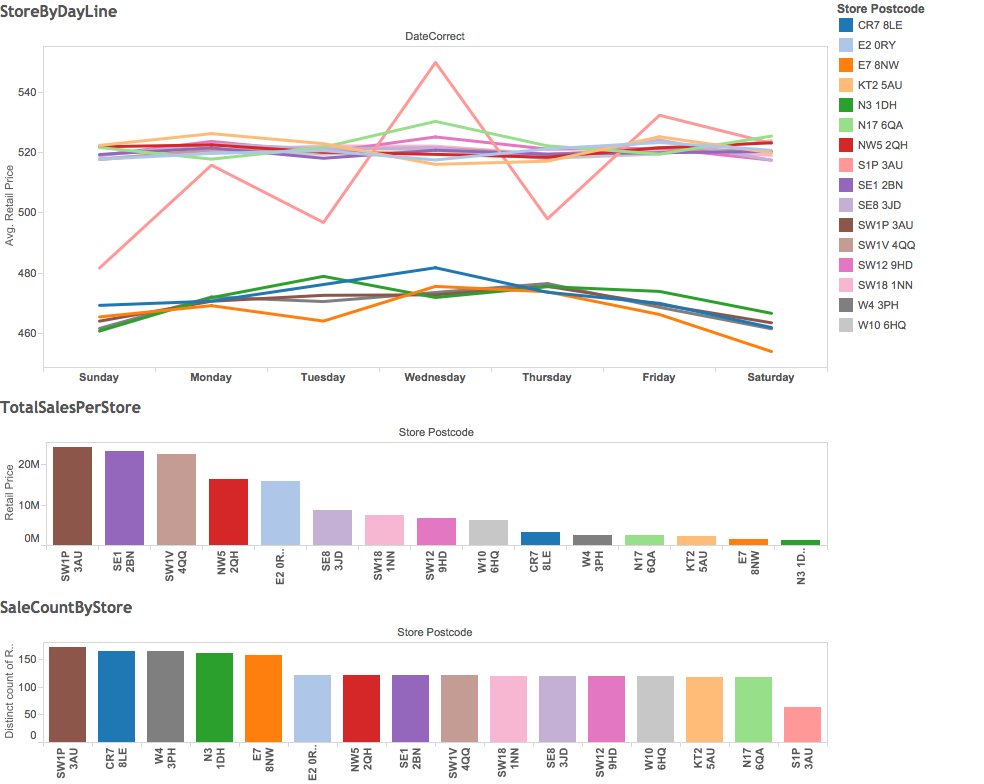 StoreByDayLine
DateCorrect
Avg. Retail Price
540
520
500
480
460
Sunday Monday Tuesday Wednesday Thursday Friday Saturday
Store Postcode
CR7 8LE
E2 0RY
E7 8NW
KT2 5AU
N3 1DH
N17 6QA
NW5 2QH
S1P 3AU
SE1 2BN
SE8 3JD
SW1P 3AU
SW1V 4QQ
SW12 9HD
SW18 1NN
W4 3PH
W10 6HQ
TotalSalesPerStore
Store Postcode
Retail Price
20M
10M
0M
SW1P 3AU
SE1 2BN
SW1V 4QQ
NW5 2QH
E2 0R..
SE8 3JD
SW18 1NN
SW12 9HD
W10 6HQ
CR7 8LE
W4 3PH
N17 6QA
KT2 5AU
E7 8NW
N3 1D..
SaleCountByStore
Store Postcode
Distinct count of R..
150
100
50
0
SW1P 3AU
CR7 8LE
W4 3PH
N3 1DH
E7 8NW
E2 0R..
NW5 2QH
SE1 2BN
SW1V 4QQ
SW18 1NN
SE8 3JD
SW12 9HD
W10 6HQ
KT2 5AU
N17 6QA
S1P 3AU